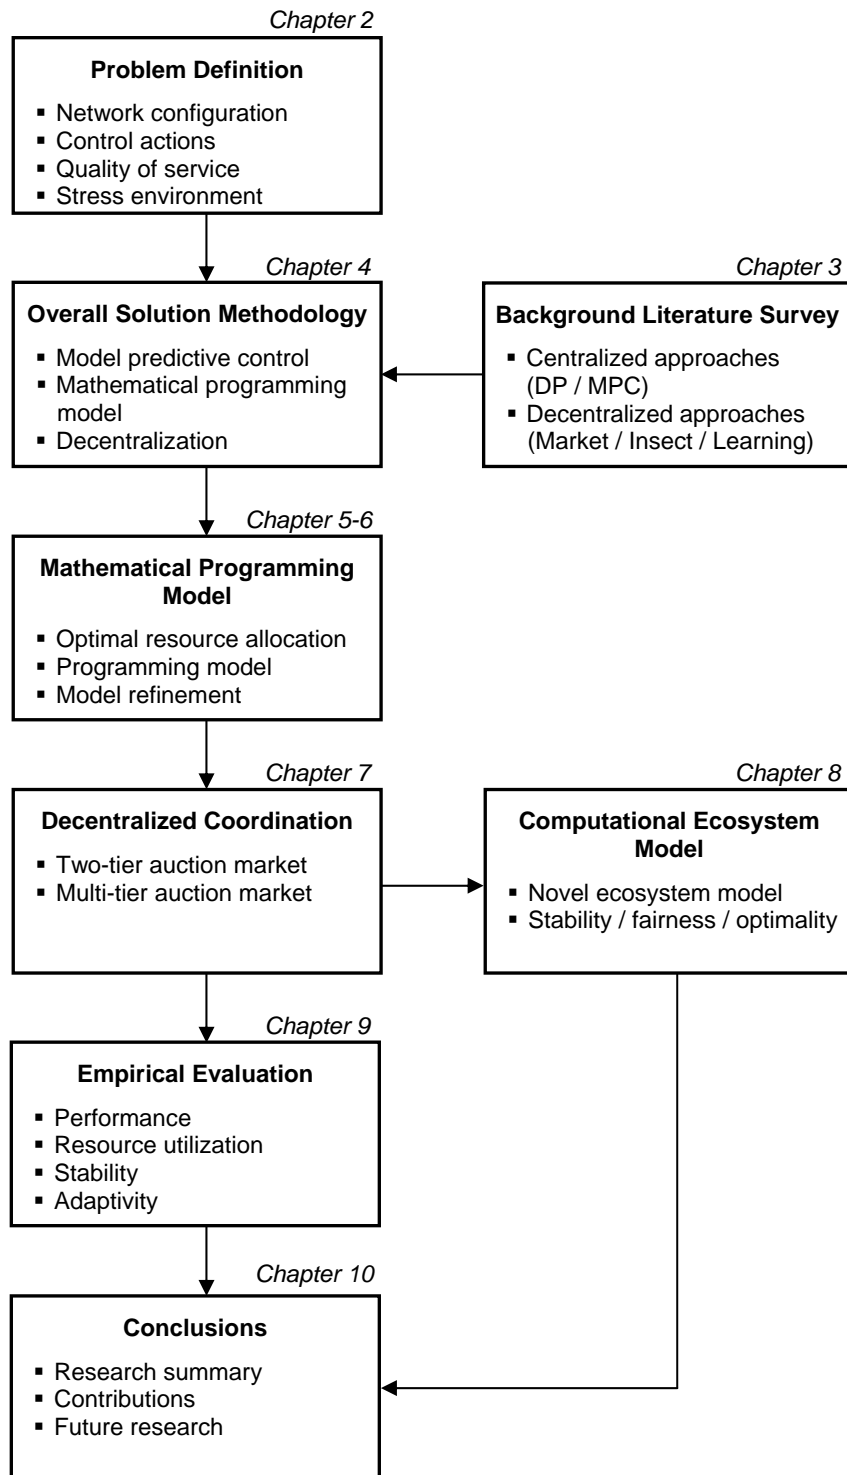 Chapter 2
Problem Definition
▪ Network configuration
▪ Control actions
▪ Quality of service
▪ Stress environment
Chapter 4
Overall Solution Methodology
▪ Model predictive control
▪ Mathematical programming
model
▪ Decentralization
Chapter 3
Background Literature Survey
▪ Centralized approaches
(DP / MPC)
▪ Decentralized approaches
(Market / Insect / Learning)
Chapter 5-6
Mathematical Programming
Model
▪ Optimal resource allocation
▪ Programming model
▪ Model refinement
Chapter 7
Decentralized Coordination
▪ Two-tier auction market
▪ Multi-tier auction market
Chapter 8
Computational Ecosystem
Model
▪ Novel ecosystem model
▪ Stability / fairness / optimality
Chapter 9
Empirical Evaluation
▪ Performance
▪ Resource utilization
▪ Stability
▪ Adaptivity
Chapter 10
Conclusions
▪ Research summary
▪ Contributions
▪ Future research